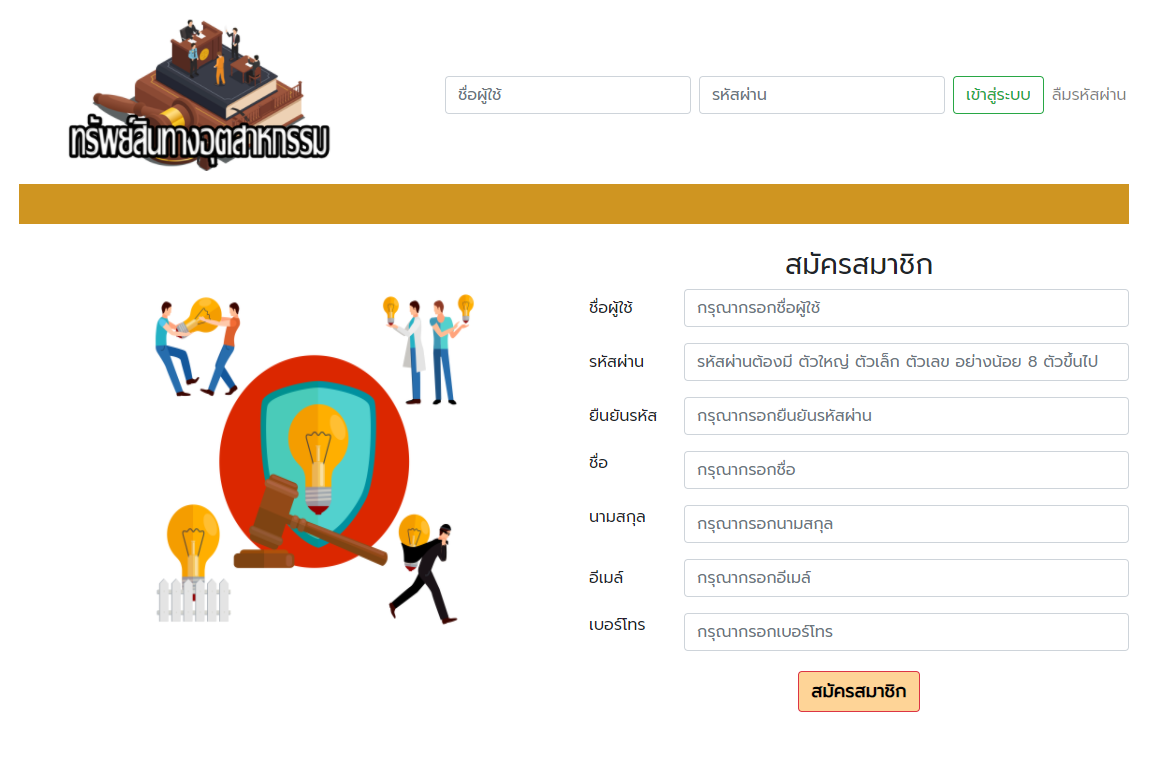 ทรัพย์สินทางอุตสาหกรรม
ชื่อผู้ใช้ รหัสผ่าน เข้าสู่ระบบ ลืมรหัสผ่าน
สมัครสมาชิก
ชื่อผู้ใช้ กรุณากรอกชื่อผู้ใช้
รหัสผ่าน รหัสผ่านต้องมี ตัวใหญ่ ตัวเล็ก ตัวเลข อย่างน้อย 8 ตัวขึ้นไป
ยืนยันรหัส กรุณากรอกยืนยันรหัสผ่าน
ชื่อ กรุณากรอกชื่อ
นามสกุล กรุณากรอกนามสกุล
อีเมล์ กรุณากรอกอีเมล์
เบอร์โทร กรุณากรอกเบอร์โทร
สมัครสมาชิก